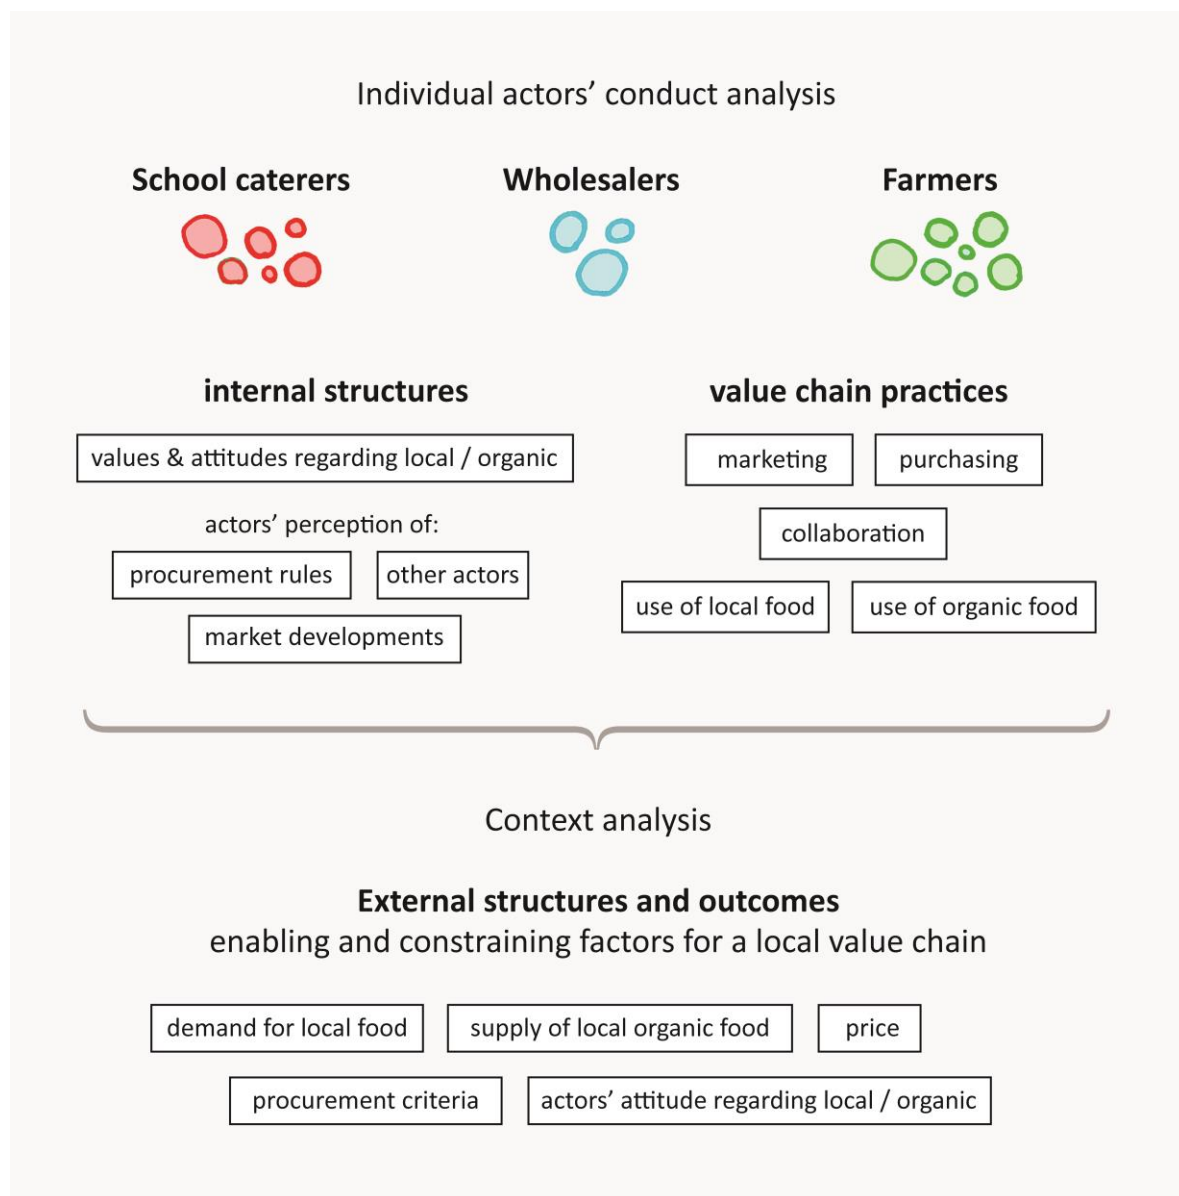 Individual actors’ conduct analysis
School caterers
Wholesalers
Farmers
internal structures
value chain practices
values & attitudes regarding local / organic
marketing
purchasing
actors’ perception of:
collaboration
procurement rules
other actors
use of local food
use of organic food
market developments
Context analysis
External structures and outcomes
enabling and constraining factors for a local value chain
demand for local food
supply of local organic food
price
procurement criteria
actors’ attitude regarding local / organic